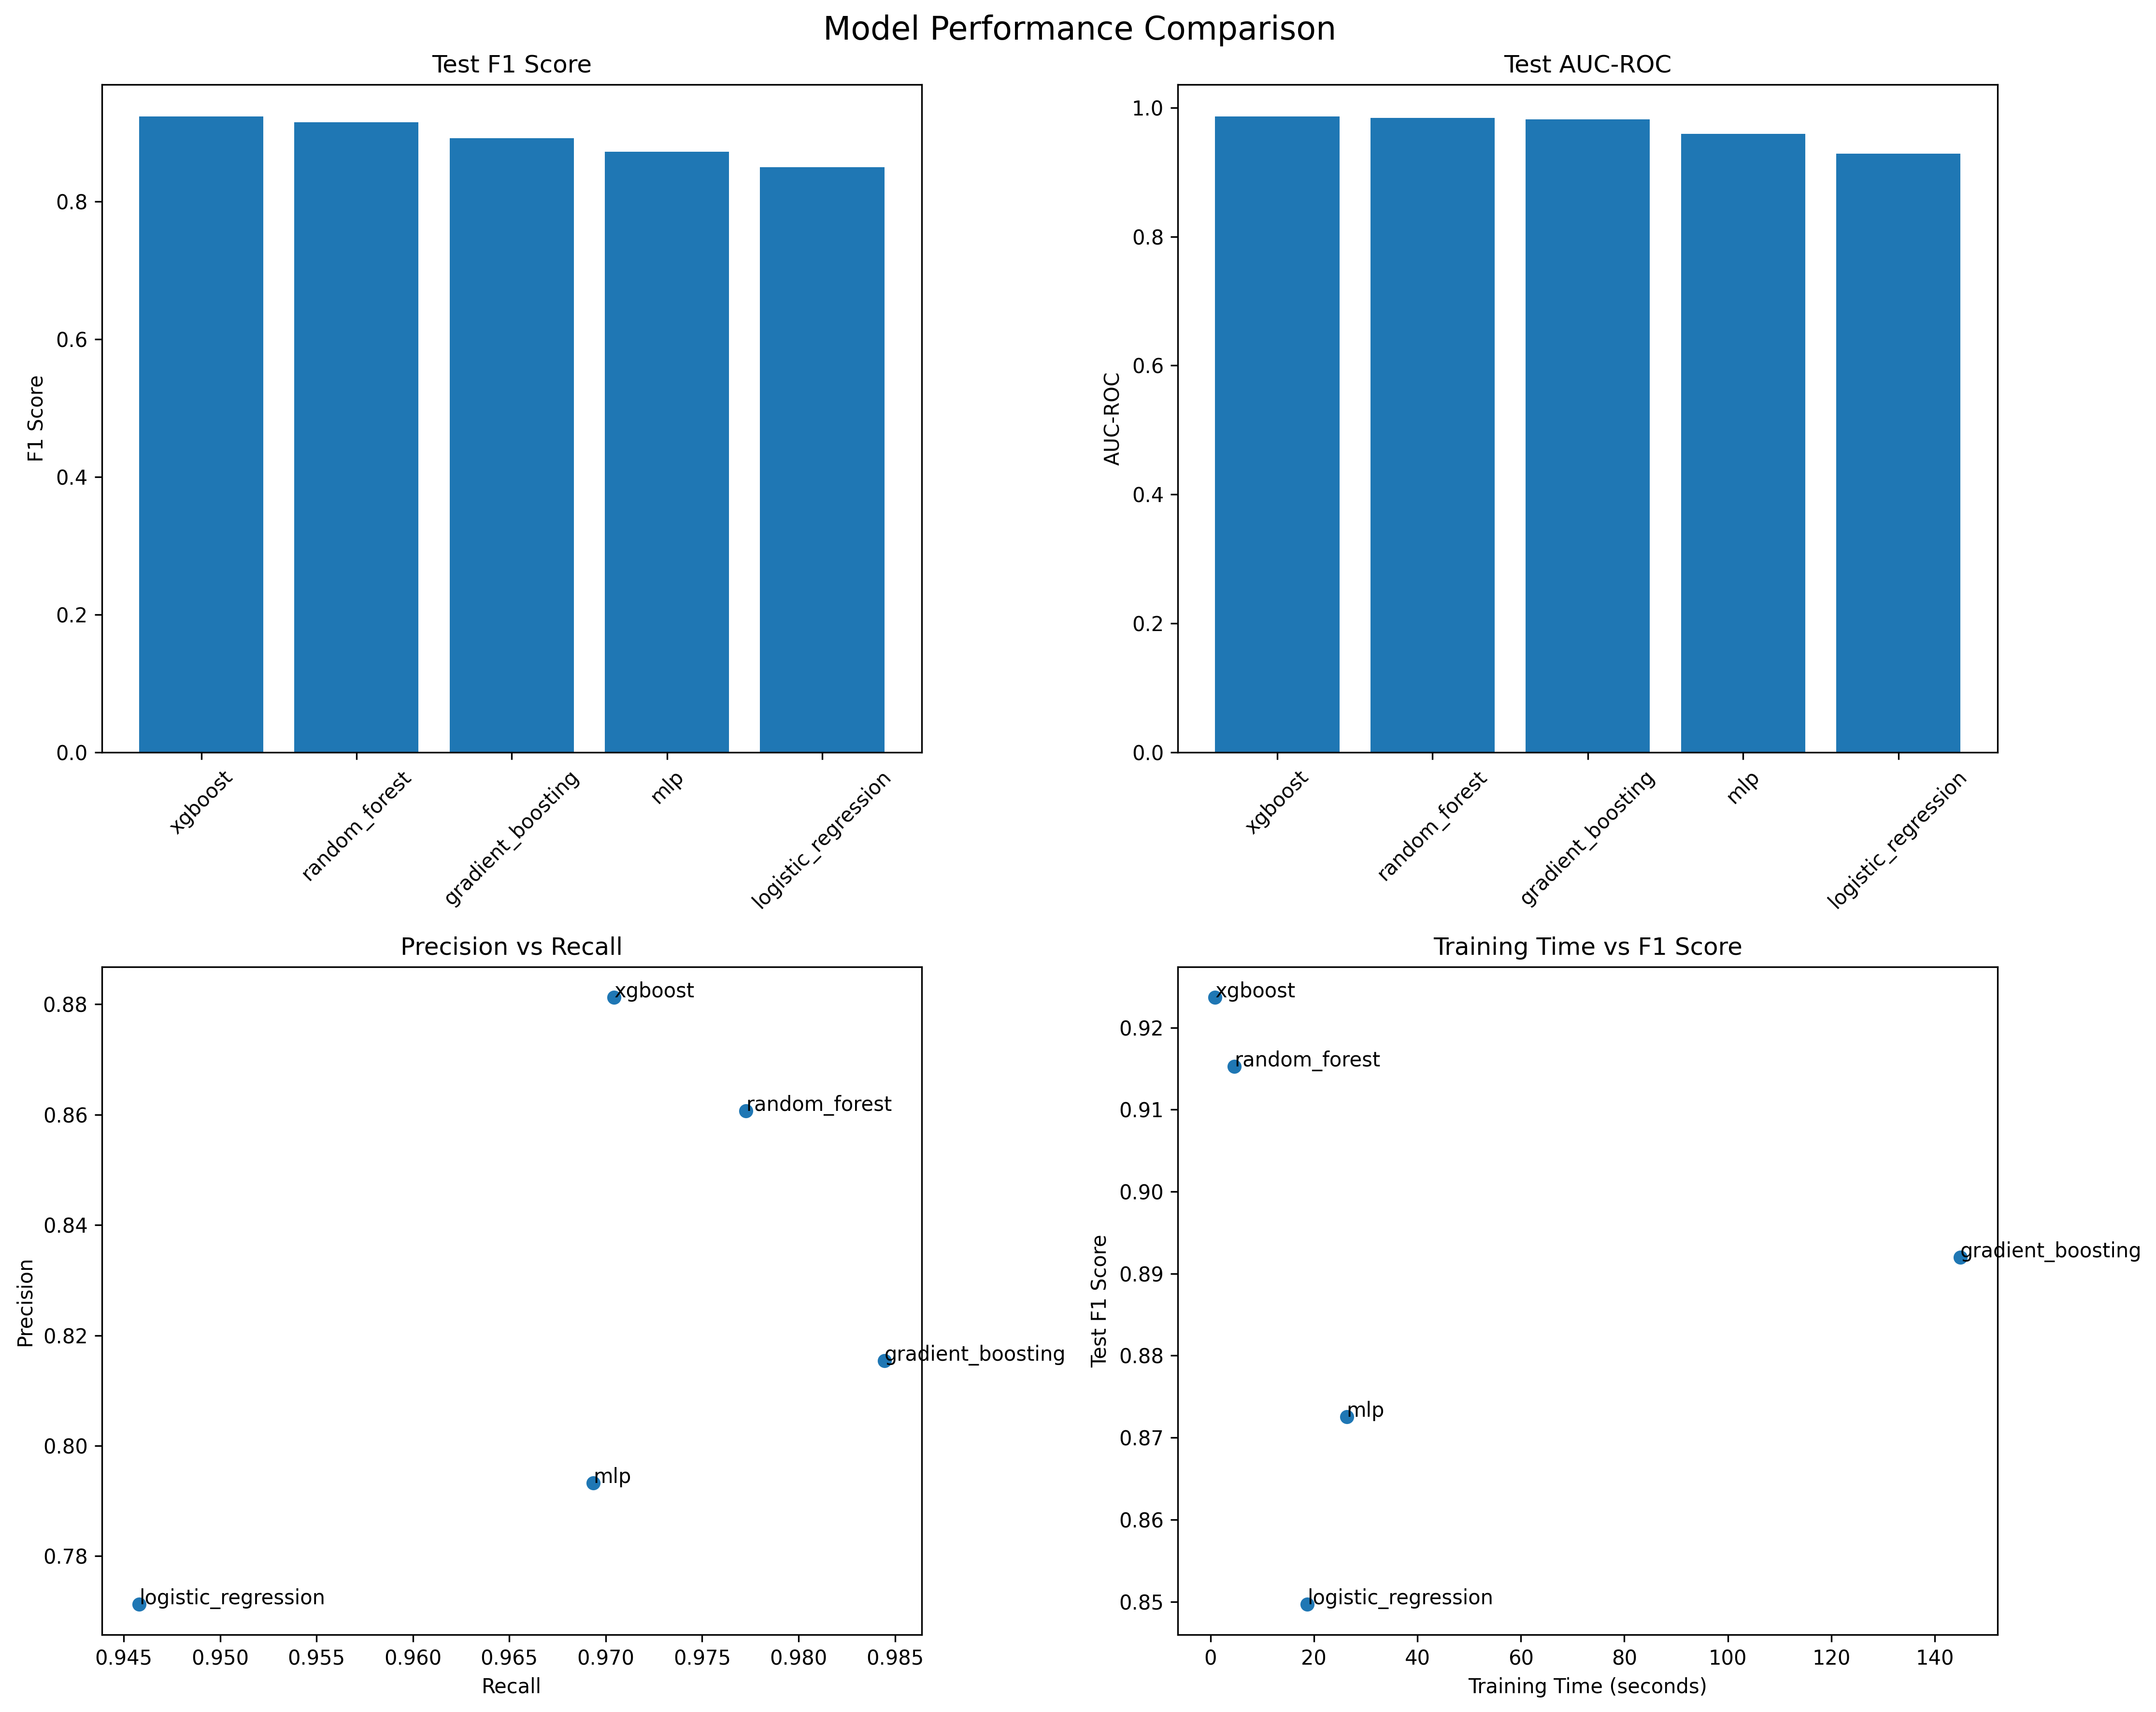 Model Performance Comparison
Test F1 Score
F1 Score
0.8
0.6
0.4
0.2
0.0
xgboost
random_forest
gradient_boosting
mlp
logistic_regression
Test AUC-ROC
AUC-ROC
1.0
0.8
0.6
0.4
0.2
0.0
xgboost
random_forest
gradient_boosting
mlp
logistic_regression
Precision vs Recall
Precision
0.88
0.86
0.84
0.82
0.80
0.78
xgboost
random_forest
gradient_boosting
mlp
logistic_regression
0.945 0.950 0.955 0.960 0.965 0.970 0.975 0.980 0.985
Recall
Training Time vs F1 Score
Test F1 Score
0.92
0.91
0.90
0.89
0.88
0.87
0.86
0.85
xgboost
random_forest
gradient_boosting
mlp
logistic_regression
0 20 40 60 80 100 120 140
Training Time (seconds)